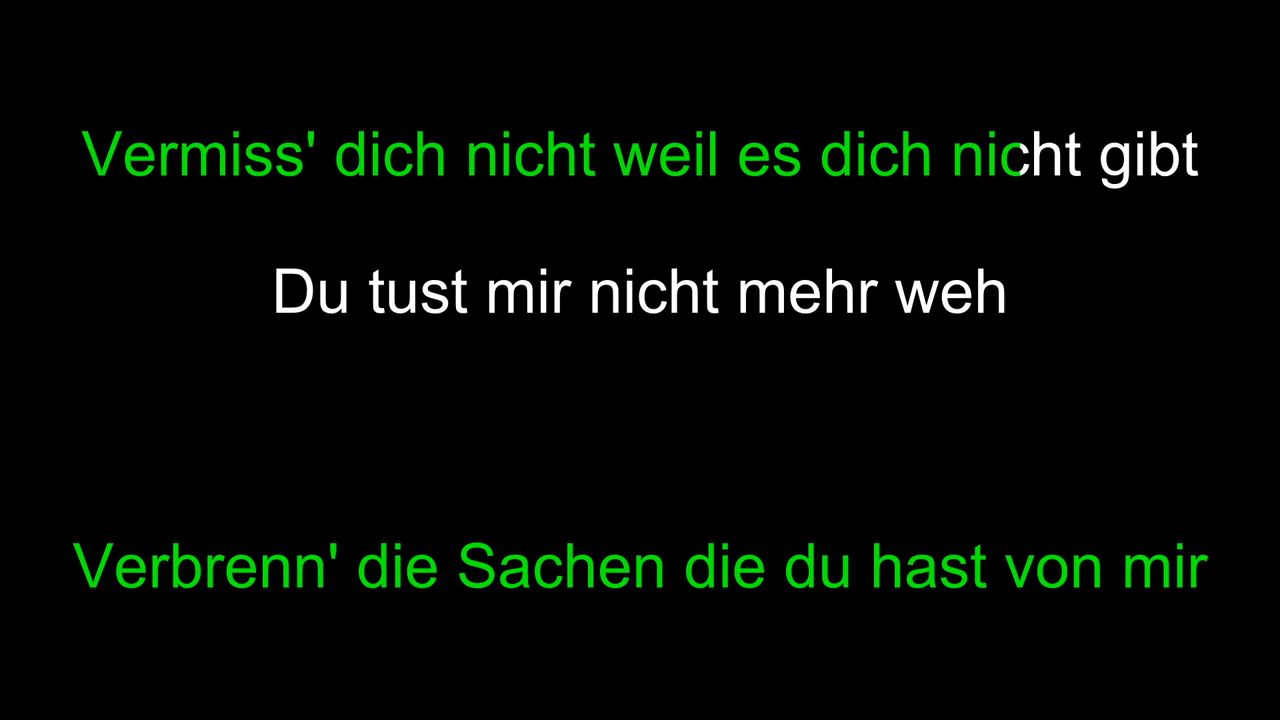 Vermiss' dich nicht weil es dich nicht gibt
Du tust mir nicht mehr weh
Verbrenn' die Sachen die du hast von mir